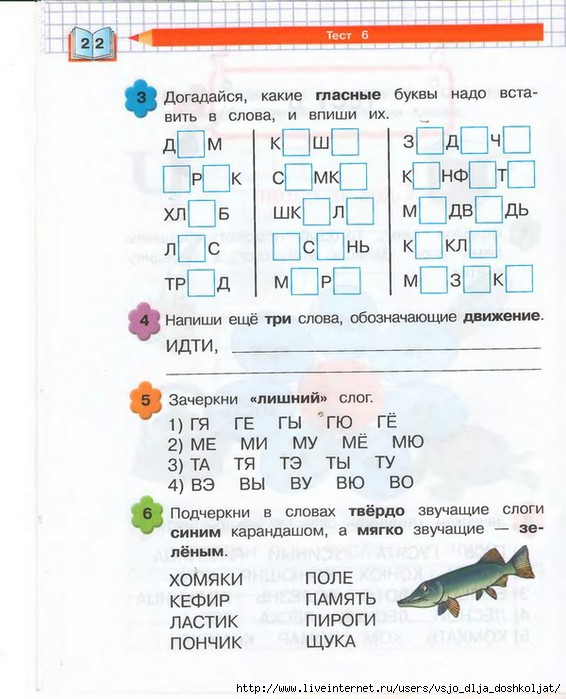 22
Тест 6
3 Догадайся, какие гласные буквы надо вста-
вить в слова, и впиши их.
Д М К Ш З Д Ч
Р К С МК К НФ Т
ХЛ Б ШК Л М ДВ ДЬ
Л С С НЬ К КЛ
ТР Д М Р М З К
4 Напиши ещё три слова, обозначающие движение.
ИДТИ,
5 Зачеркни «лишний» слог.
1) ГЯ ГЕ ГЫ ГЮ ГЁ
2) МЕ МИ МУ МЁ МЮ
3) ТА ТЯ ТЭ ТЫ ТУ
4) ВЭ ВЫ ВУ ВЮ ВО
6 Подчеркни в словах твёрдо звучащие слоги
синим карандашом, а мягко звучащие — зе-
лёным.
ХОМЯКИ ПОЛЕ
КЕФИР ПАМЯТЬ
ЛАСТИК ПИРОГИ
ПОНЧИК ЩУКА
http://www.liveinternet.ru/users/vsjo_dlja_doshkoljat/